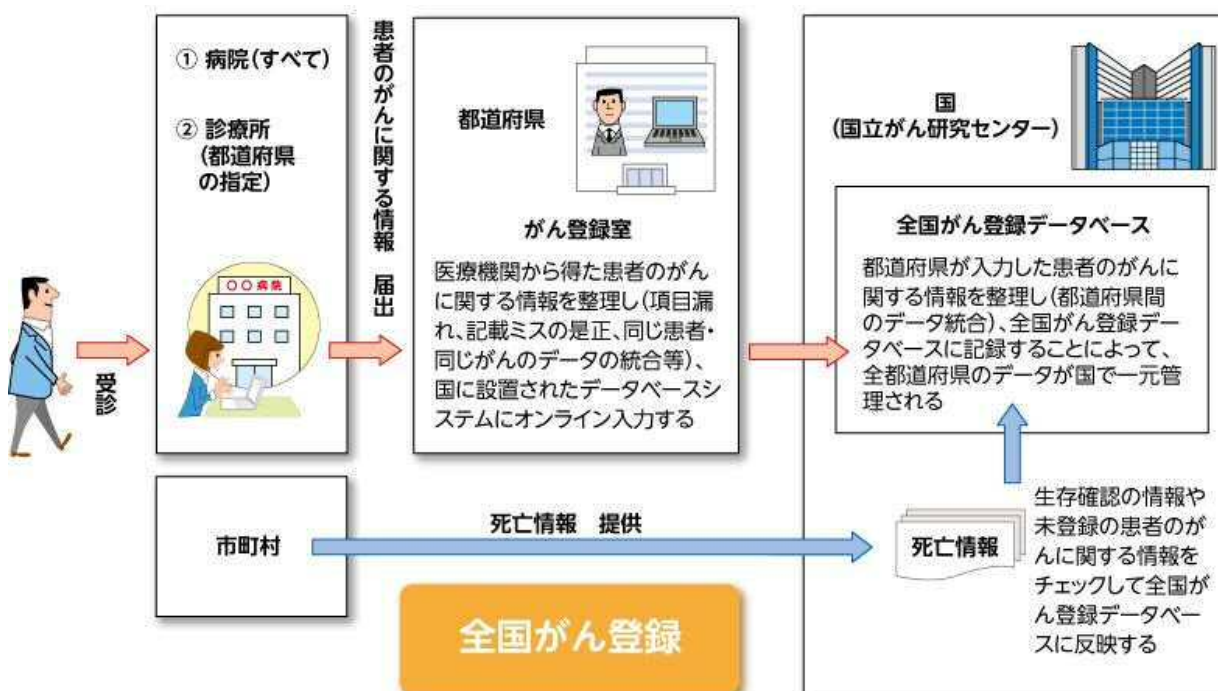 ① 病院(すべて)
② 診療所
(都道府県
の指定)
〇〇病院
受診
患者のがんに関する情報 届出
都道府県
がん登録室
医療機関から得た患者のがん
に関する情報を整理し(項目漏
れ、記載ミスの是正、同じ患者・
同じがんのデータの統合等)、
国に設置されたデータベースシ
ステムにオンライン入力する
国
(国立がん研究センター)
全国がん登録データベース
都道府県が入力した患者のがんに
関する情報を整理し(都道府県間
のデータ統合)、全国がん登録デー
タベースに記録することによって、
全都道府県のデータが国で一元管
理される
市町村
死亡情報 提供
死亡情報
生存確認の情報や
未登録の患者のが
んに関する情報を
チェックして全国が
ん登録データベー
スに反映する
全国がん登録